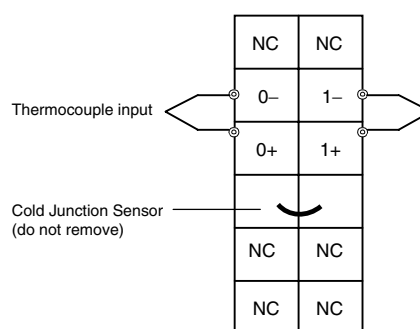 NC NC
0– 1–
Thermocouple input
0+ 1+
Cold Junction Sensor
(do not remove)
NC NC
NC NC